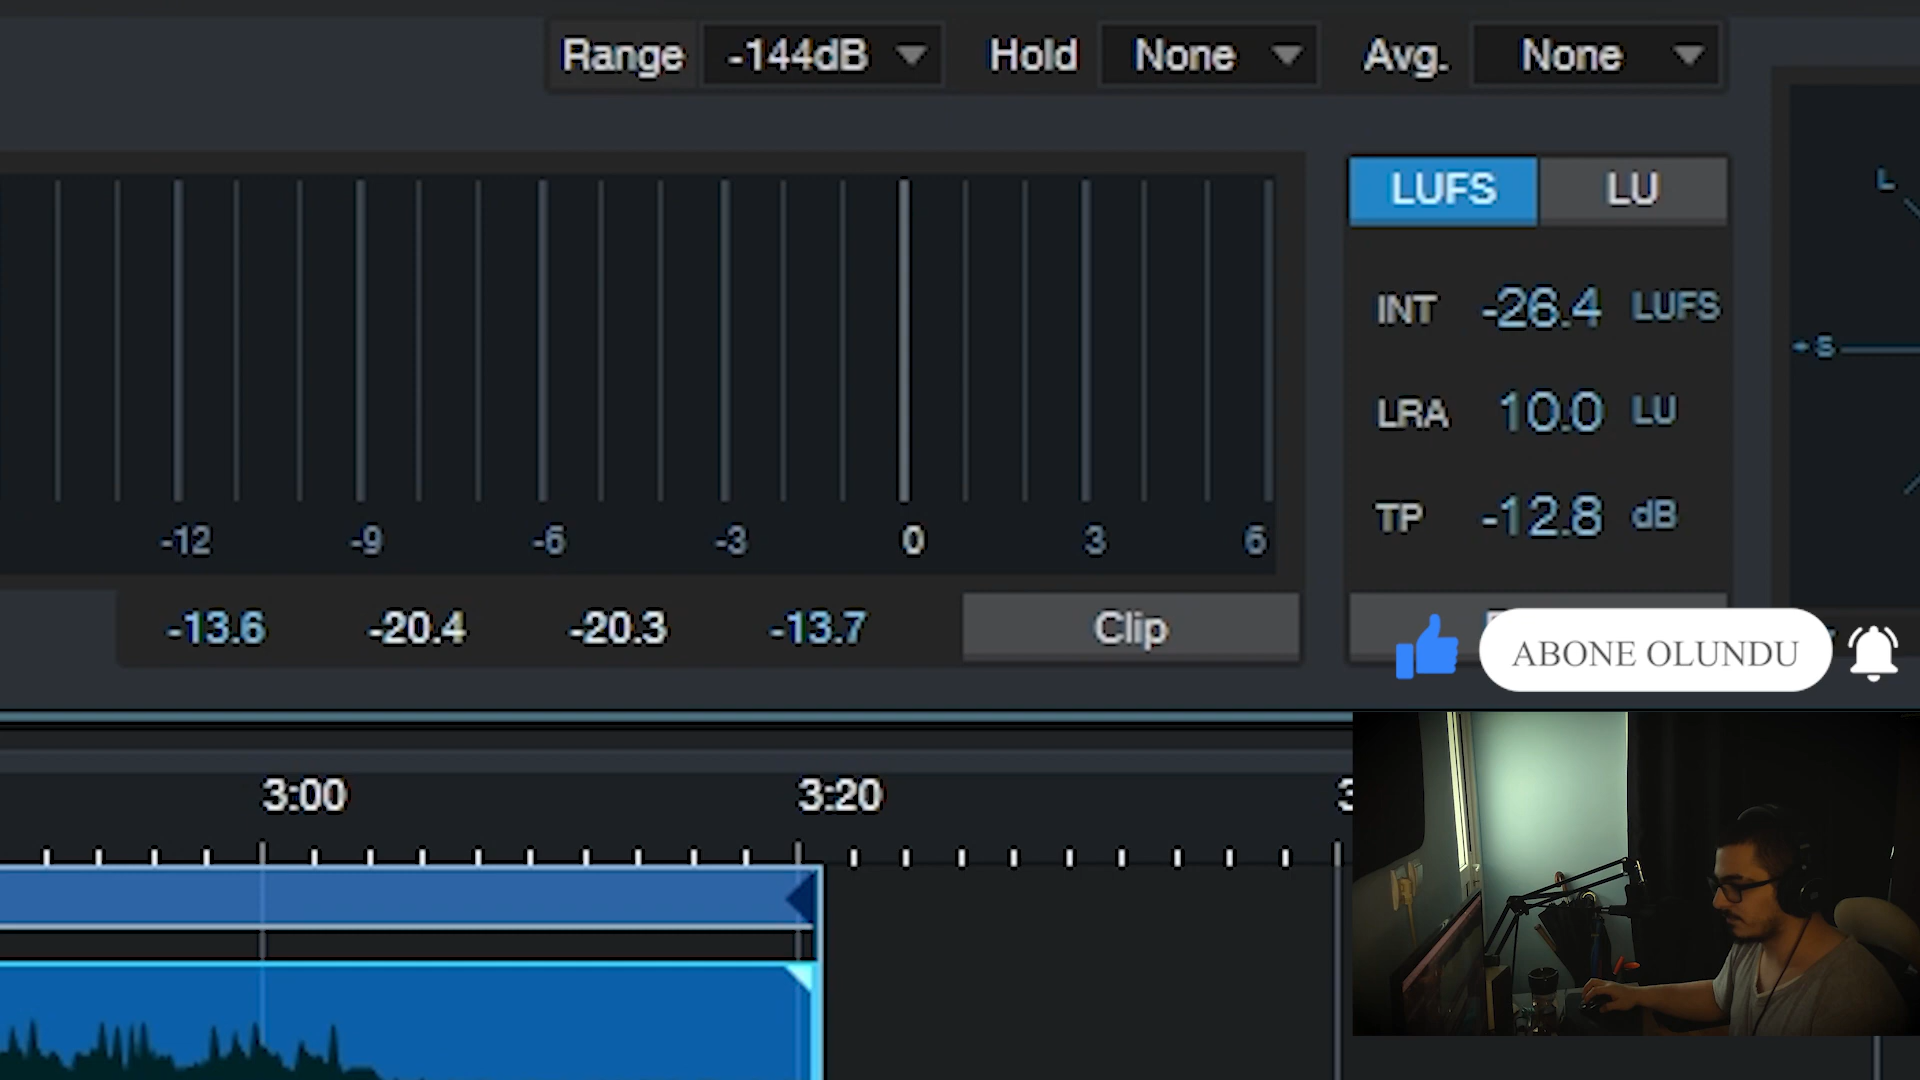 Range -144dB Hold None Avg. None
L
LUFS LU
INT -26.4 LUFS
+S
LRA 10.0 LU
TP -12.8 dB
-12 -9 -6 -3 0 3 6
-13.6 -20.4 -20.3 -13.7 Clip
ABONE OLUNDU
3:00 3:20